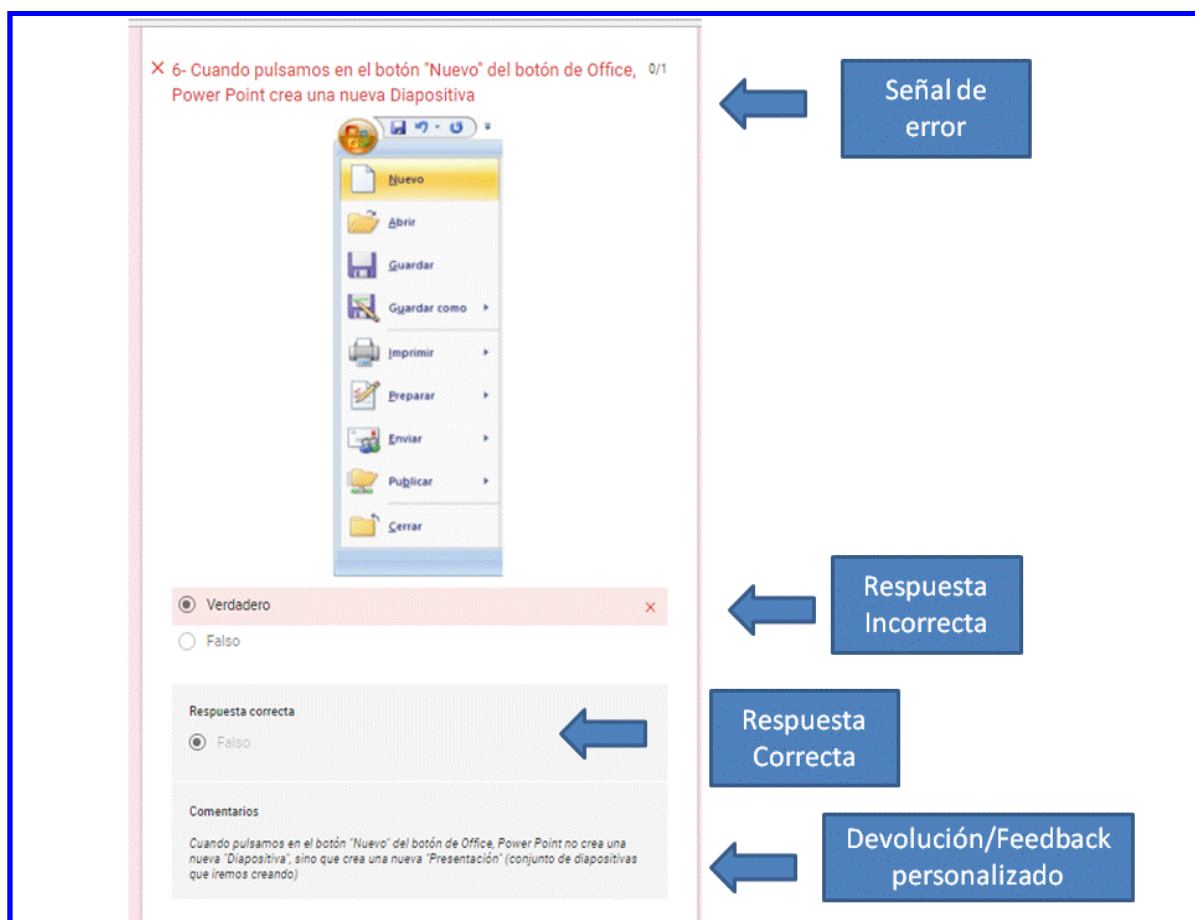 6- Cuando pulsamos en el botón "Nuevo" del botón de Office, 0/1
Power Point crea una nueva Diapositiva
Señal de
error
Nuevo
Abrir
Guardar
Guardar como
Imprimir
Preparar
Enviar
Publicar
Cerrar
Verdadero
Falso
Respuesta
Incorrecta
Respuesta correcta
Falso
Respuesta
Correcta
Comentarios
Cuando pulsamos en el botón "Nuevo" del botón de Office, Power Point no crea una
nueva "Diapositiva", sino que crea una nueva "Presentación" (conjunto de diapositivas
que iremos creando)
Devolución/Feedback
personalizado